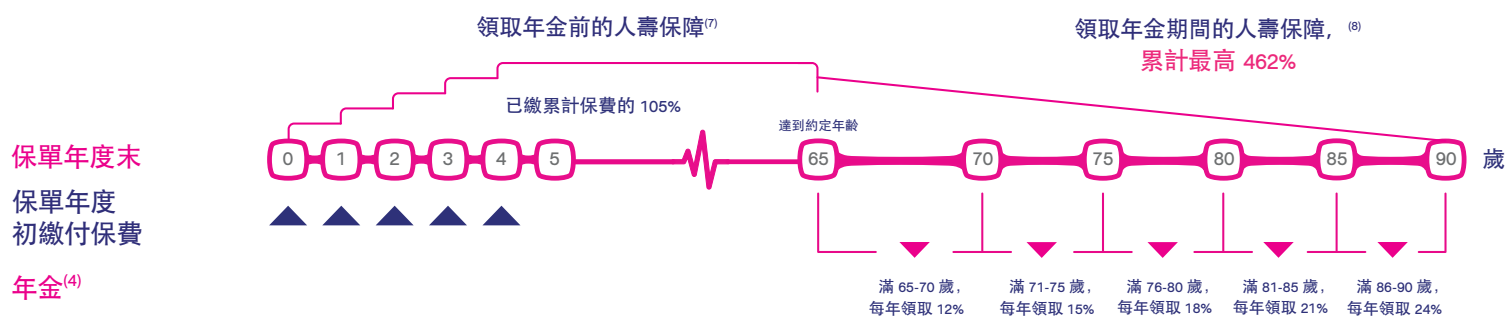 領取年金前的人壽保障(7)
領取年金期間的人壽保障, (8)
累計最高 462%
已繳累計保費的 105%
達到約定年齡
保單年度末 0 1 2 3 4 5 65 70 75 80 85 90 歲
保單年度
初繳付保費
年金(4)
滿 65-70 歲,
每年領取 12%
滿 71-75 歲,
每年領取 15%
滿 76-80 歲,
每年領取 18%
滿 81-85 歲,
每年領取 21%
滿 86-90 歲,
每年領取 24%